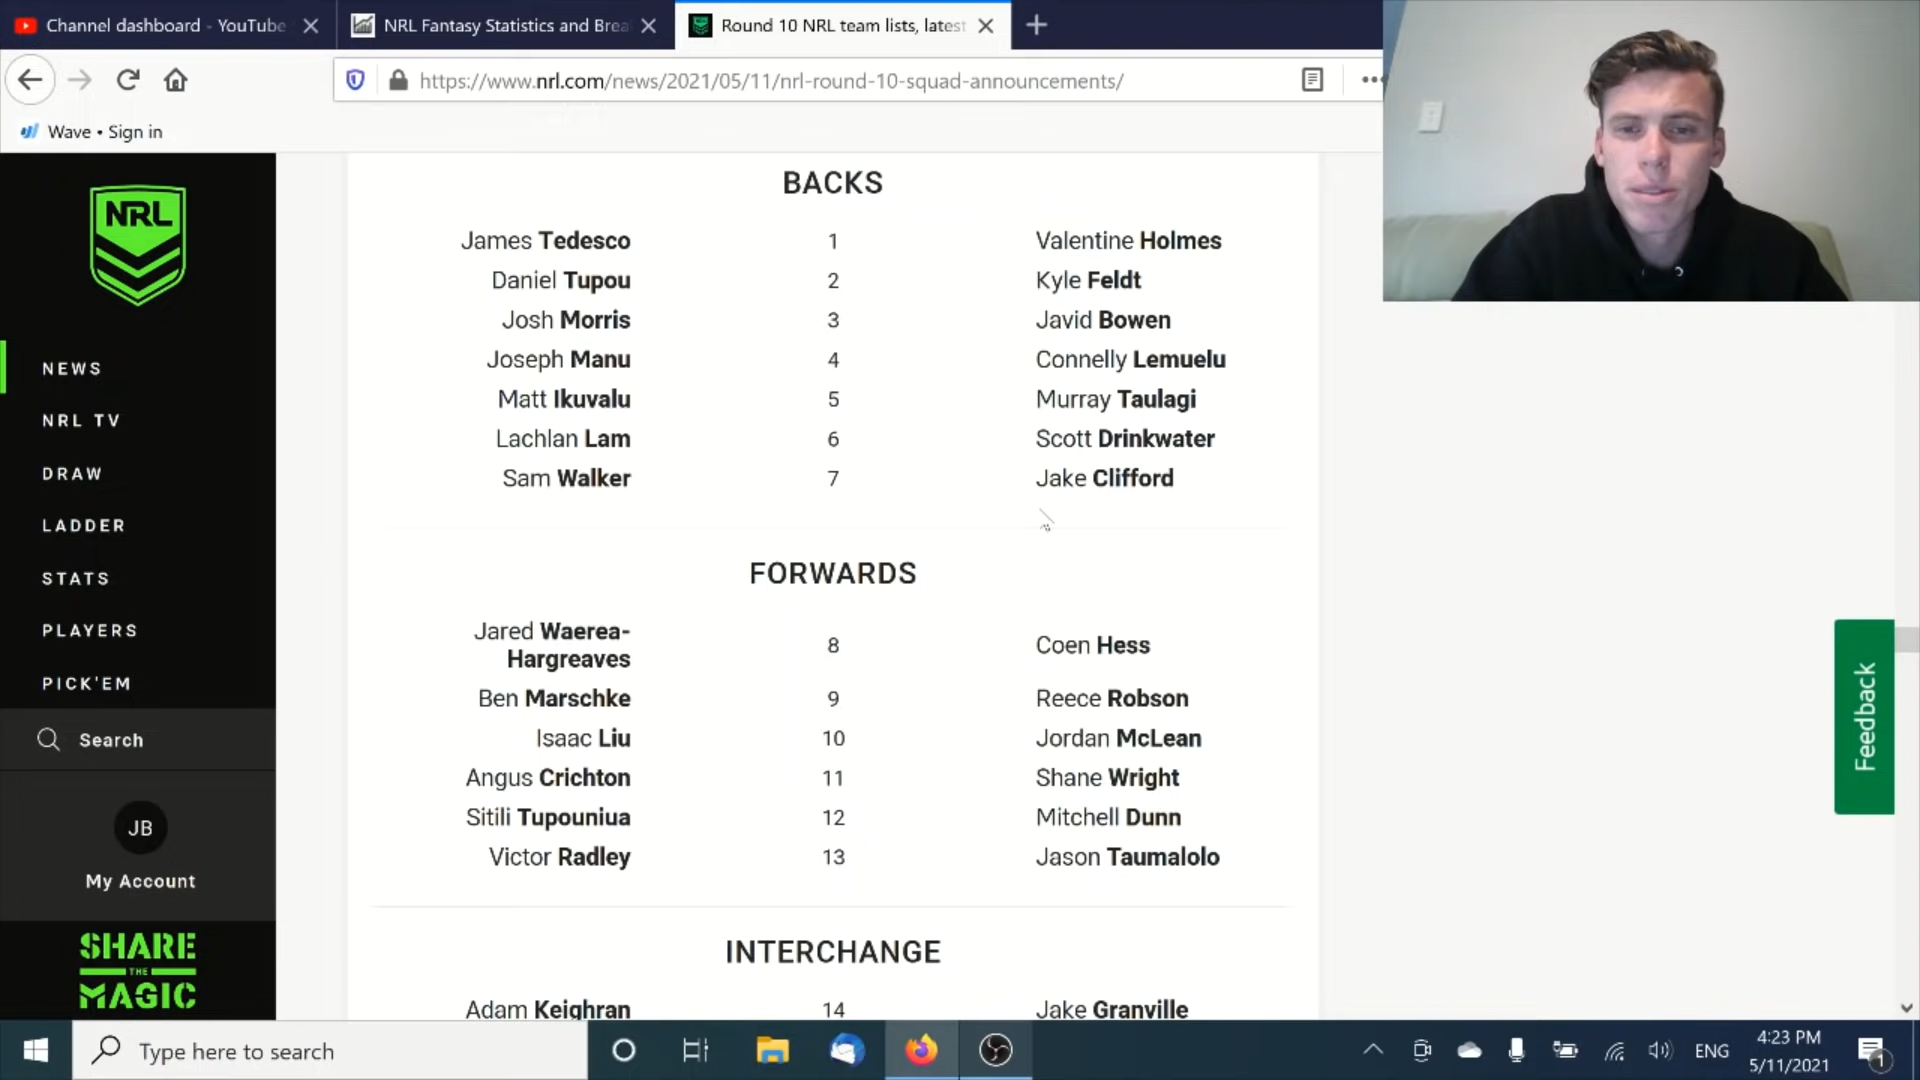 Channel dashboard - YouTube
NRL Fantasy Statistics and Brea
Round 10 NRL team lists, latest
https://www.nrl.com/news/2021/05/11/nrl-round-10-squad-announcements/
Wave • Sign in
NRL
NEWS
NRL TV
DRAW
LADDER
STATS
PLAYERS
PICK'EM
Search
JB
My Account
SHARE
THE
MAGIC
BACKS
James Tedesco 1 Valentine Holmes
Daniel Tupou 2 Kyle Feldt
Josh Morris 3 Javid Bowen
Joseph Manu 4 Connelly Lemuelu
Matt Ikuvalu 5 Murray Taulagi
Lachlan Lam 6 Scott Drinkwater
Sam Walker 7 Jake Clifford
FORWARDS
Jared Waerea-
Hargreaves 8 Coen Hess
Ben Marschke 9 Reece Robson
Isaac Liu 10 Jordan McLean
Angus Crichton 11 Shane Wright
Sitili Tupouniua 12 Mitchell Dunn
Victor Radley 13 Jason Taumalolo
INTERCHANGE
Adam Keighran 14 Jake Granville
Feedback
Type here to search
ENG
4:23 PM
5/11/2021
1